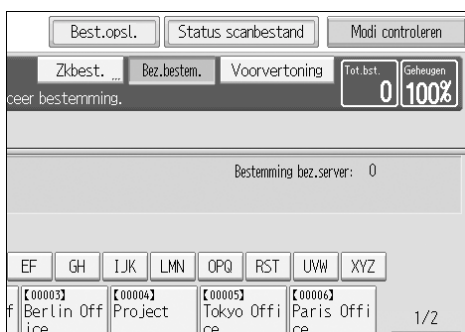 Best.opsl. Status scanbestand Modi controleren
Zkbest. ... Bez.bestem. Voorvertoning Tot.bst. 0 Geheugen 100%
ceer bestemming.
Bestemming bez.server: 0
EF GH IJK LMN OPQ RST UVW XYZ
[00003] [00004] [00005] [00006]
f Berlin Off Project Tokyo Offi Paris Offi
ice ce ce 1/2